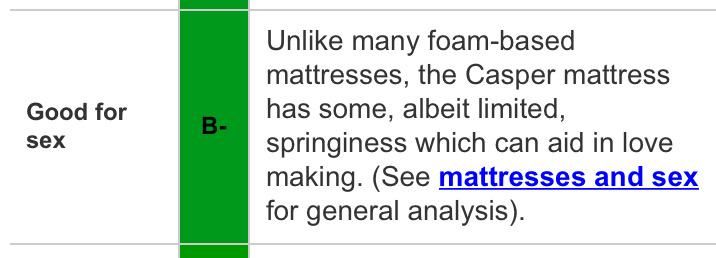 Good for
sex
B-
Unlike many foam-based
mattresses, the Casper mattress
has some, albeit limited,
springiness which can aid in love
making. (See mattresses and sex
for general analysis).